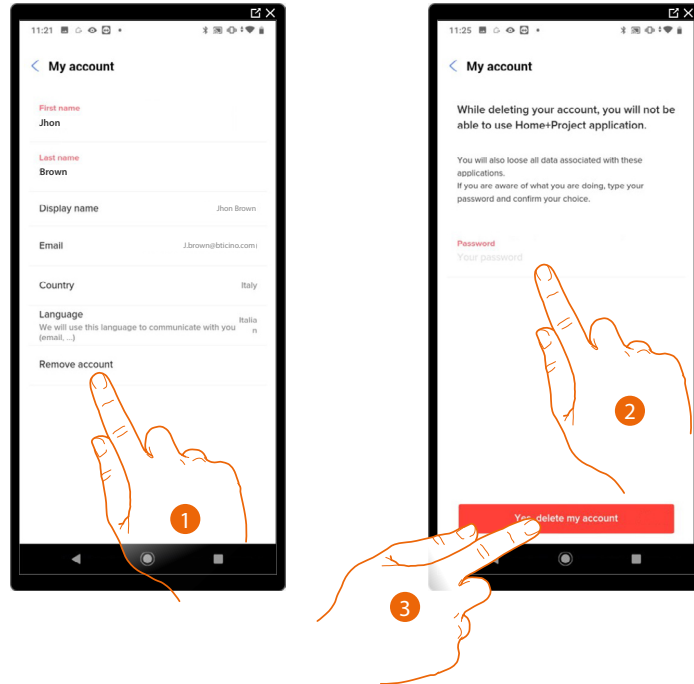 11:21
My account
First name
Jhon
Last name
Brown
Display name
Jhon Brown
Email
J.brown@bticino.com
Country
Italy
Language
We will use this language to communicate with you
(email, ...)
Italia
n
Remove account
1
11:25
My account
While deleting your account, you will not be
able to use Home+Project application.
You will also loose all data associated with these
applications.
If you are aware of what you are doing, type your
password and confirm your choice.
Password
Your password
2
Yes, delete my account
3